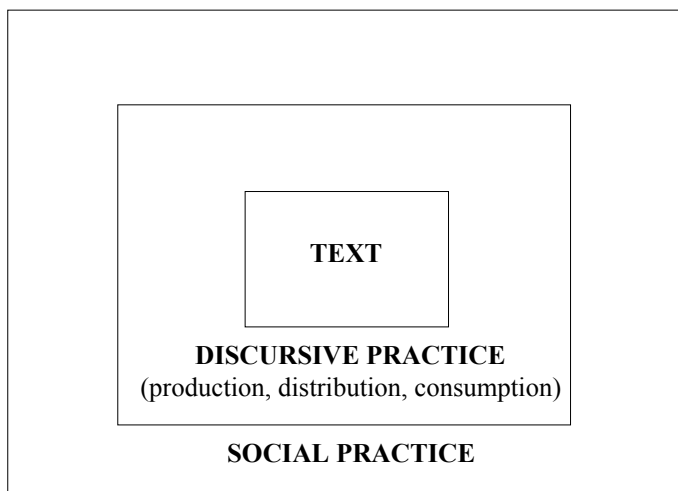 TEXT
DISCURSIVE PRACTICE
(production, distribution, consumption)
SOCIAL PRACTICE